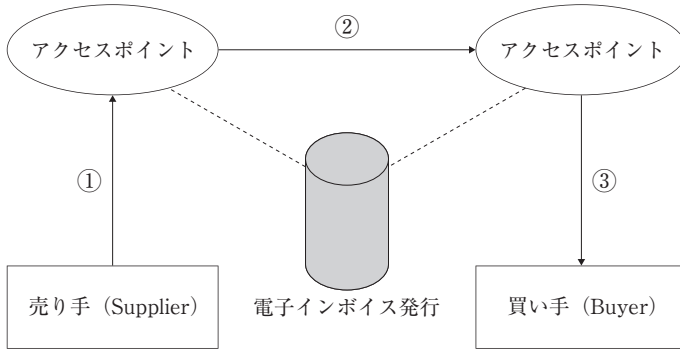 アクセスポイント
②
アクセスポイント
①
③
売り手（Supplier）
電子インボイス発行
買い手（Buyer）